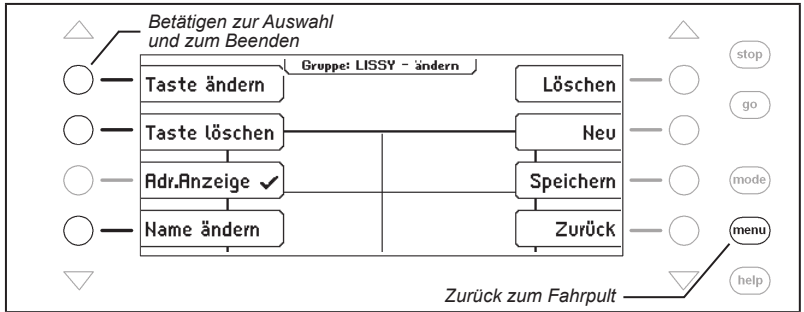 Betätigen zur Auswahl
und zum Beenden
Gruppe: LISSY - ändern
stop
Taste ändern
Löschen
go
Taste löschen
Neu
Adr.Anzeige ✓
Speichern
mode
Name ändern
Zurück
menu
help
Zurück zum Fahrpult